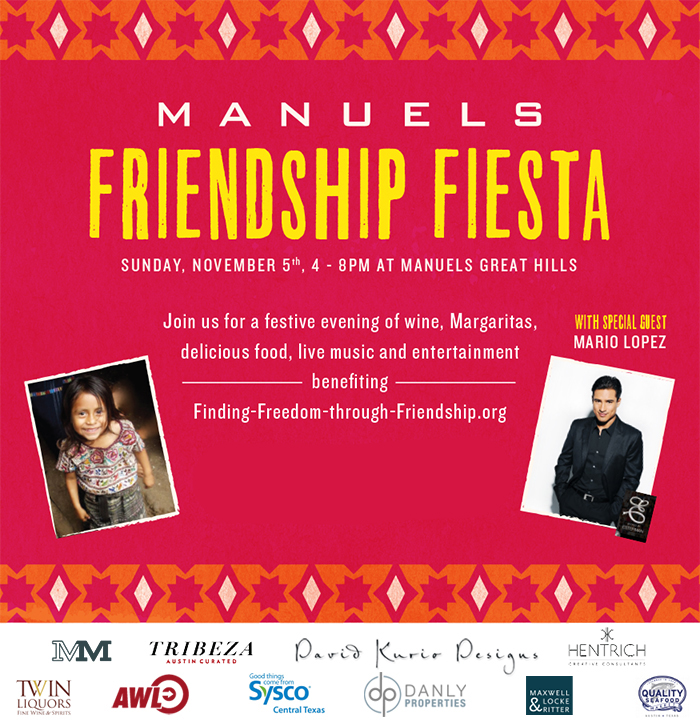 MANUELS
FRIENDSHIP FIESTA
SUNDAY, NOVEMBER 5th, 4 - 8PM AT MANUELS GREAT HILLS
Join us for a festive evening of wine, Margaritas,
delicious food, live music and entertainment
benefiting
Finding-Freedom-through-Friendship.org
WITH SPECIAL GUEST
MARIO LOPEZ
MM
TRIBEZA
AUSTIN CURATED
David Kurio Designs
HENTRICH
CREATIVE CONSULTANTS
TWIN
LIQUORS
FINE WINE & SPIRITS
AWL
Good things
come from
Sysco
Central Texas
dp
DANLY
PROPERTIES
MAXWELL
LOCKE
& RITTER
QUALITY
SEAFOOD